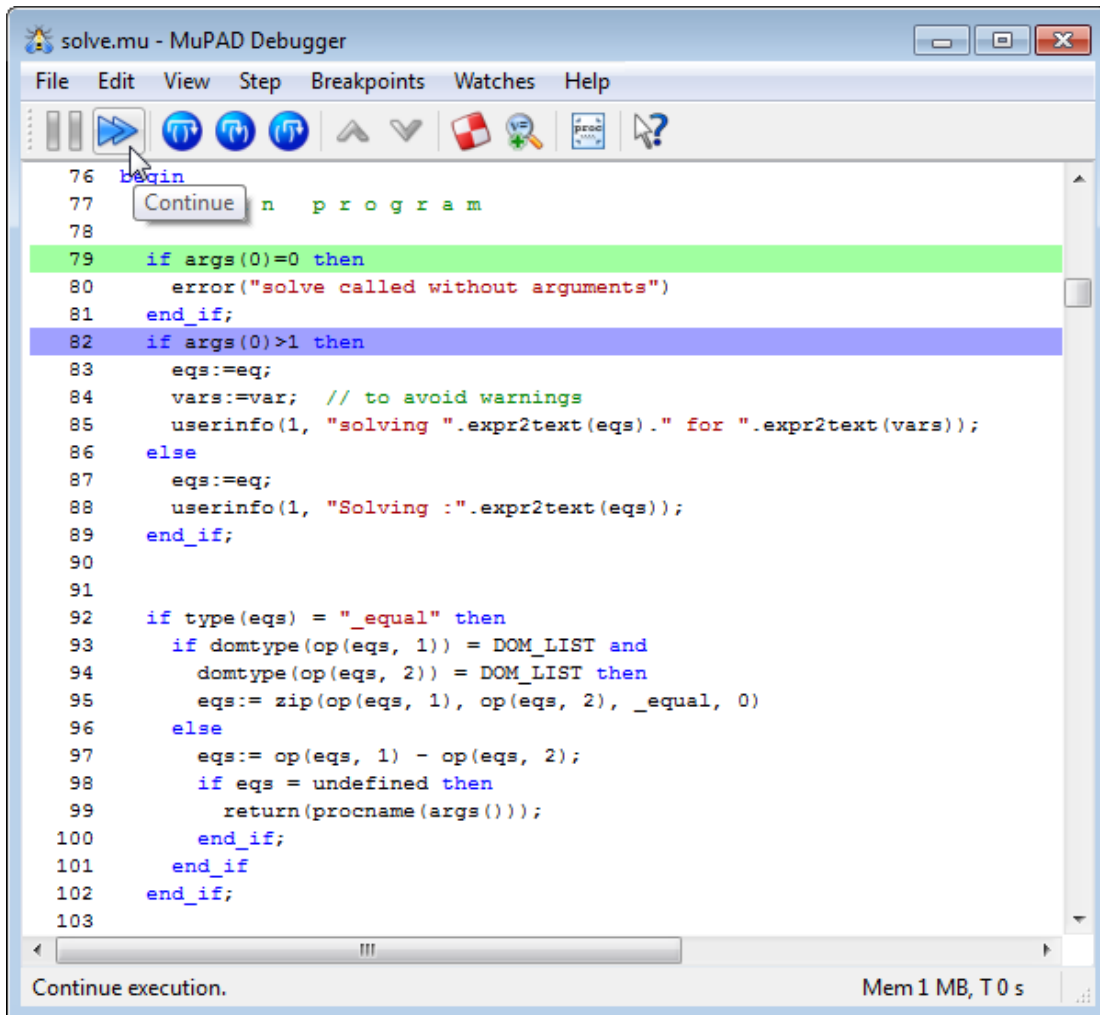 solve.mu - MuPAD Debugger
File Edit View Step Breakpoints Watches Help
proc
76 begin
77 n p r o g r a m
Continue
78
79 if args(0)=0 then
80 error("solve called without arguments")
81 end_if;
82 if args(0)>1 then
83 eqs:=eq;
84 vars:=var; // to avoid warnings
85 userinfo(1, "solving ".expr2text(eqs)." for ".expr2text(vars));
86 else
87 eqs:=eq;
88 userinfo(1, "Solving :".expr2text(eqs));
89 end_if;
90
91
92 if type(eqs) = "_equal" then
93 if domtype(op(eqs, 1)) = DOM_LIST and
94 domtype(op(eqs, 2)) = DOM_LIST then
95 eqs:= zip(op(eqs, 1), op(eqs, 2), _equal, 0)
96 else
97 eqs:= op(eqs, 1) - op(eqs, 2);
98 if eqs = undefined then
99 return(procname(args()));
100 end_if;
101 end_if
102 end_if;
103
Continue execution. Mem 1 MB, T 0 s